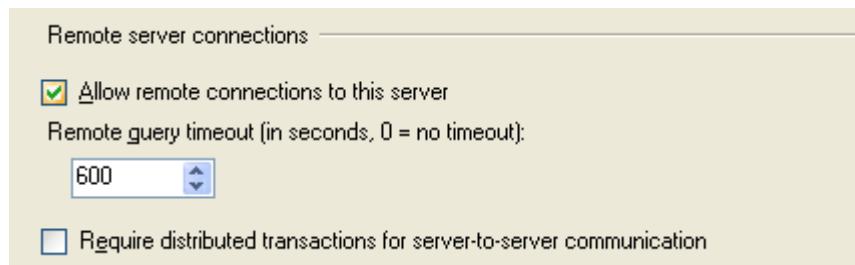 Remote server connections
Allow remote connections to this server
Remote query timeout (in seconds, 0 = no timeout):
600
Require distributed transactions for server-to-server communication